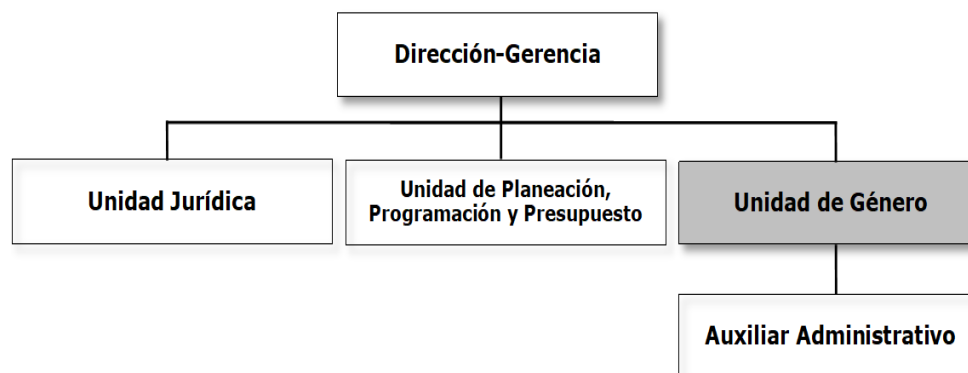 Dirección-Gerencia
Unidad Jurídica
Unidad de Planeación,
Programación y Presupuesto
Unidad de Género
Auxiliar Administrativo